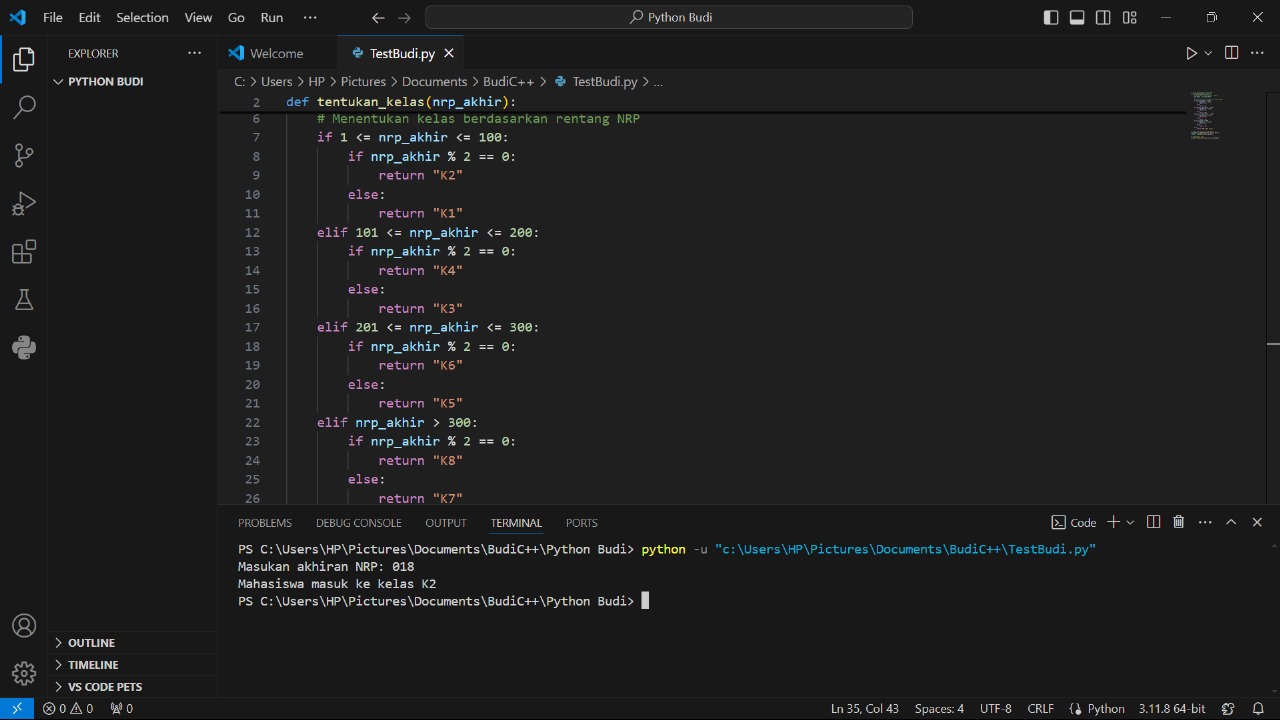 File Edit Selection View Go Run ··· Python Budi
EXPLORER ···
PYTHON BUDI
Welcome TestBudi.py
C: > Users > HP > Pictures > Documents > BudiC++ > TestBudi.py > ...
2 def tentukan_kelas(nrp_akhir):
6 # Menentukan kelas berdasarkan rentang NRP
7 if 1 <= nrp_akhir <= 100:
8 if nrp_akhir % 2 == 0:
9 return "K2"
10 else:
11 return "K1"
12 elif 101 <= nrp_akhir <= 200:
13 if nrp_akhir % 2 == 0:
14 return "K4"
15 else:
16 return "K3"
17 elif 201 <= nrp_akhir <= 300:
18 if nrp_akhir % 2 == 0:
19 return "K6"
20 else:
21 return "K5"
22 elif nrp_akhir > 300:
23 if nrp_akhir % 2 == 0:
24 return "K8"
25 else:
26 return "K7"
PROBLEMS DEBUG CONSOLE OUTPUT TERMINAL PORTS Code
PS C:\Users\HP\Pictures\Documents\BudiC++\Python Budi> python -u "c:\Users\HP\Pictures\Documents\BudiC++\TestBudi.py"
Masukan akhiran NRP: 018
Mahasiswa masuk ke kelas K2
PS C:\Users\HP\Pictures\Documents\BudiC++\Python Budi>
OUTLINE
TIMELINE
VS CODE PETS
0 0 0 Ln 35, Col 43 Spaces: 4 UTF-8 CRLF Python 3.11.8 64-bit